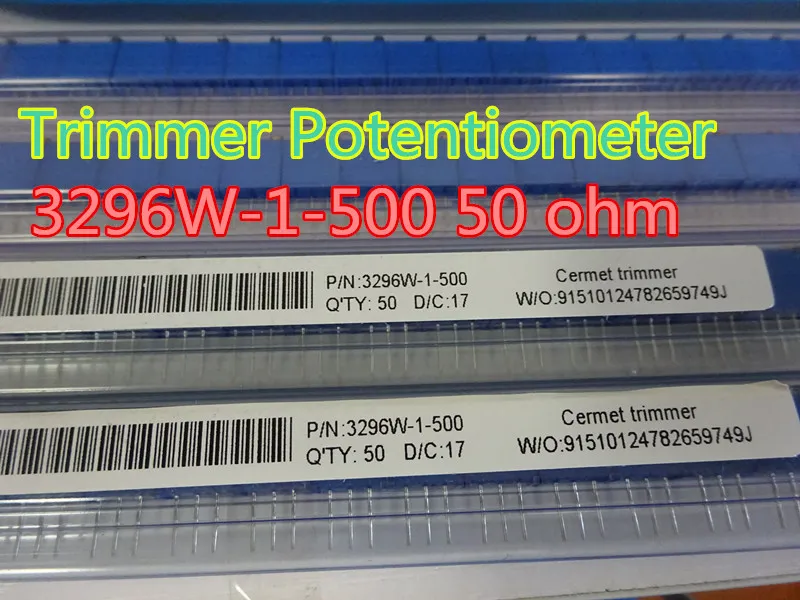 Trimmer Potentiometer
3296W-1-500 50 ohm
P/N:3296W-1-500
Q'TY: 50 D/C:17
Cermet trimmer
W/O:91510124782659749J
P/N:3296W-1-500
Q'TY: 50 D/C:17
Cermet trimmer
W/O:91510124782659749J